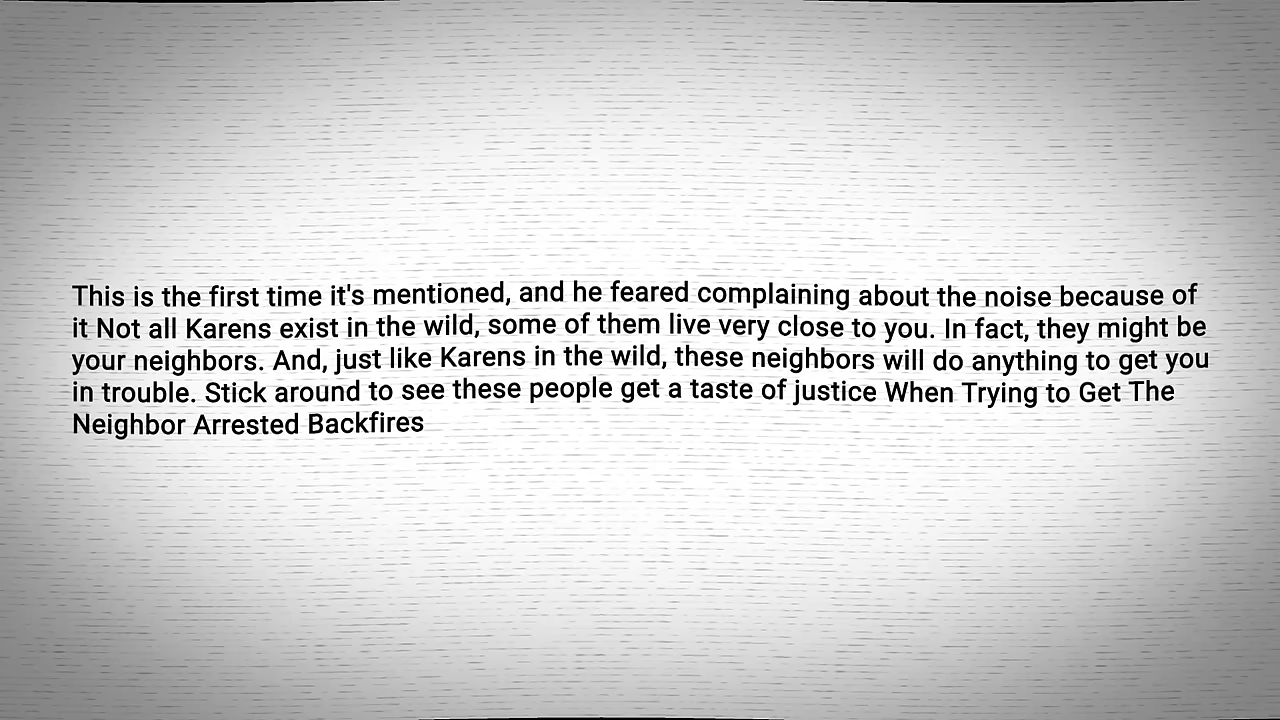 This is the first time it's mentioned, and he feared complaining about the noise because of
it Not all Karens exist in the wild, some of them live very close to you. In fact, they might be
your neighbors. And, just like Karens in the wild, these neighbors will do anything to get you
in trouble. Stick around to see these people get a taste of justice When Trying to Get The
Neighbor Arrested Backfires